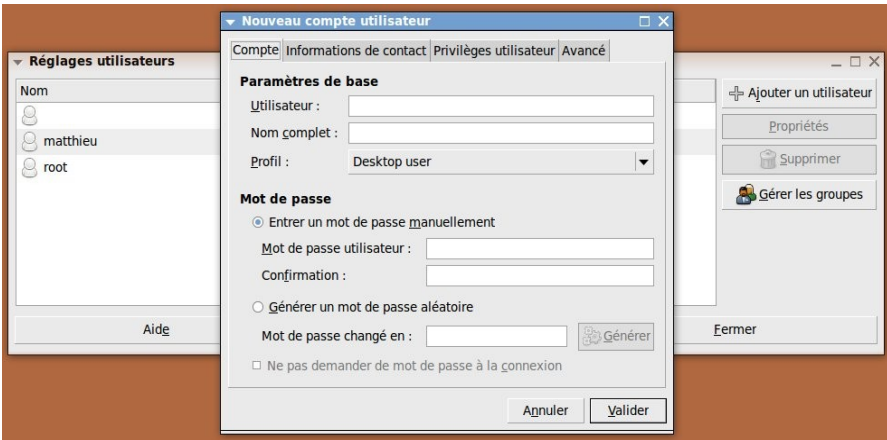 Nouveau compte utilisateur
Compte Informations de contact Privilèges utilisateur Avancé
Paramètres de base
Utilisateur :
Nom complet :
Profil : Desktop user
Mot de passe
Entrer un mot de passe manuellement
Mot de passe utilisateur :
Confirmation :
Générer un mot de passe aléatoire
Mot de passe changé en : Générer
Ne pas demander de mot de passe à la connexion
Annuler Valider
Réglages utilisateurs
Nom
matthieu
root
Ajouter un utilisateur
Propriétés
Supprimer
Gérer les groupes
Aide
Fermer